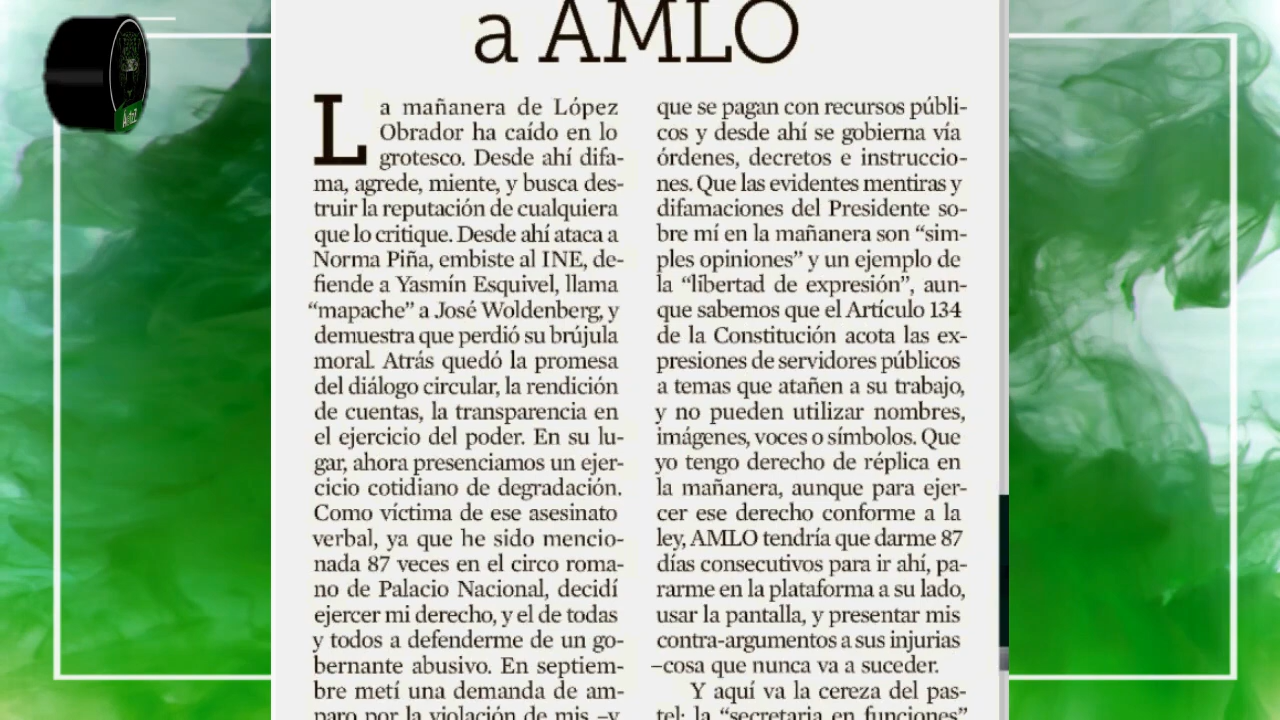 a AMLO
La mañanera de López
Obrador ha caído en lo
grotesco. Desde ahí difa-
ma, agrede, miente, y busca des-
truir la reputación de cualquiera
que lo critique. Desde ahí ataca a
Norma Piña, embiste al INE, de-
fiende a Yasmín Esquivel, llama
“mapache” a José Woldenberg, y
demuestra que perdió su brújula
moral. Atrás quedó la promesa
del diálogo circular, la rendición
de cuentas, la transparencia en
el ejercicio del poder. En su lu-
gar, ahora presenciamos un ejer-
cicio cotidiano de degradación.
Como víctima de ese asesinato
verbal, ya que he sido mencio-
nada 87 veces en el circo roma-
no de Palacio Nacional, decidí
ejercer mi derecho, y el de todas
y todos a defenderme de un go-
bernante abusivo. En septiem-
bre metí una demanda de am-
paro por la violación de mis –y
que se pagan con recursos públi-
cos y desde ahí se gobierna vía
órdenes, decretos e instruccio-
nes. Que las evidentes mentiras y
difamaciones del Presidente so-
bre mí en la mañanera son “sim-
ples opiniones” y un ejemplo de
la “libertad de expresión”, aun-
que sabemos que el Artículo 134
de la Constitución acota las ex-
presiones de servidores públicos
a temas que atañen a su trabajo,
y no pueden utilizar nombres,
imágenes, voces o símbolos. Que
yo tengo derecho de réplica en
la mañanera, aunque para ejer-
cer ese derecho conforme a la
ley, AMLO tendría que darme 87
días consecutivos para ir ahí, pa-
rarme en la plataforma a su lado,
usar la pantalla, y presentar mis
contra-argumentos a sus injurias
–cosa que nunca va a suceder.
Y aquí va la cereza del pas-
tel: la “secretaria en funciones”